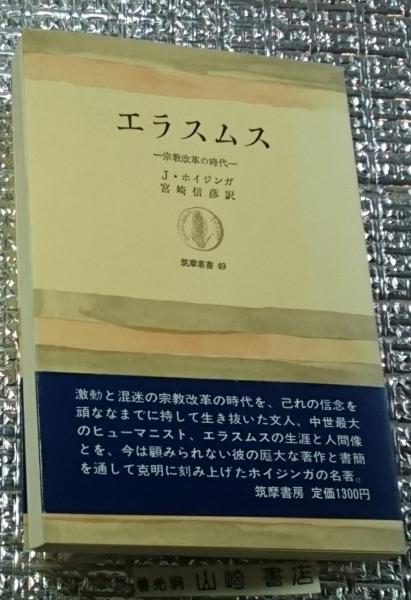 エラスムス
―宗教改革の時代―
J・ホイジンガ
宮崎信彦訳
筑摩叢書 49
激動と混迷の宗教改革の時代を、己れの信念を
頑ななまでに持して生き抜いた文人、中世最大
のヒューマニスト、エラスムスの生涯と人間像
とを、今は顧みられない彼の厖大な著作と書簡
を通して克明に刻み上げたホイジンガの名著。
筑摩書房 定価1300円
山崎書店